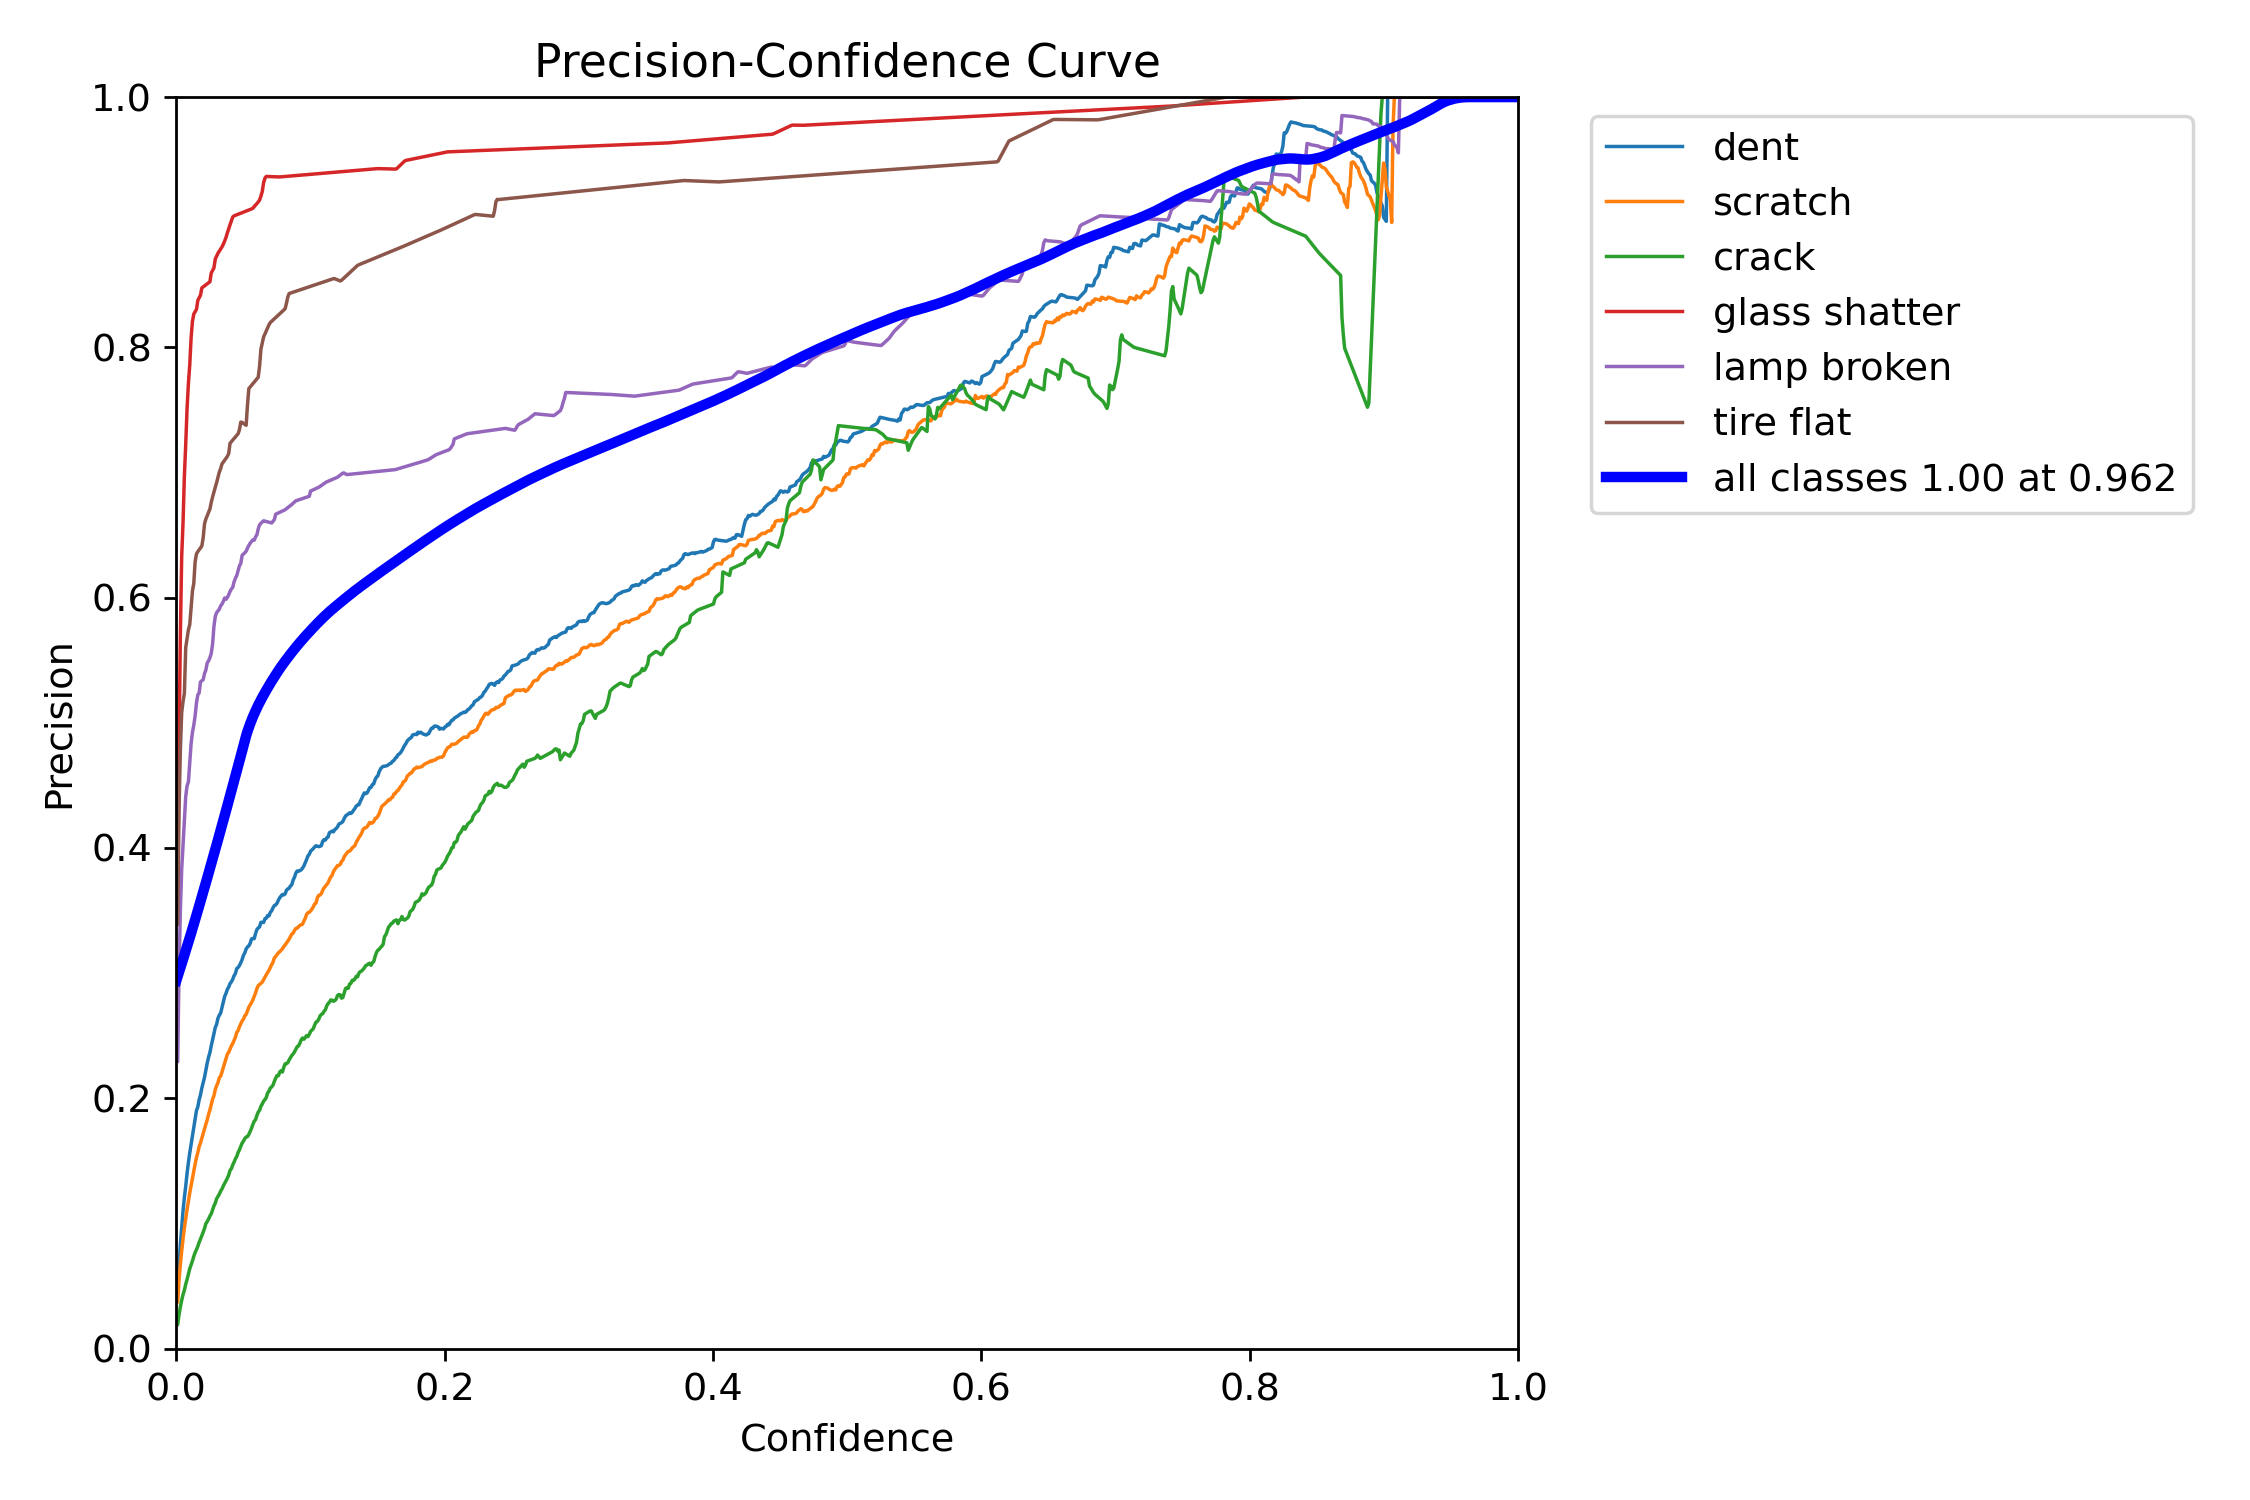 Precision-Confidence Curve
1.0
0.8
0.6
0.4
0.2
0.0
Precision
0.0 0.2 0.4 0.6 0.8 1.0
Confidence
dent
scratch
crack
glass shatter
lamp broken
tire flat
all classes 1.00 at 0.962